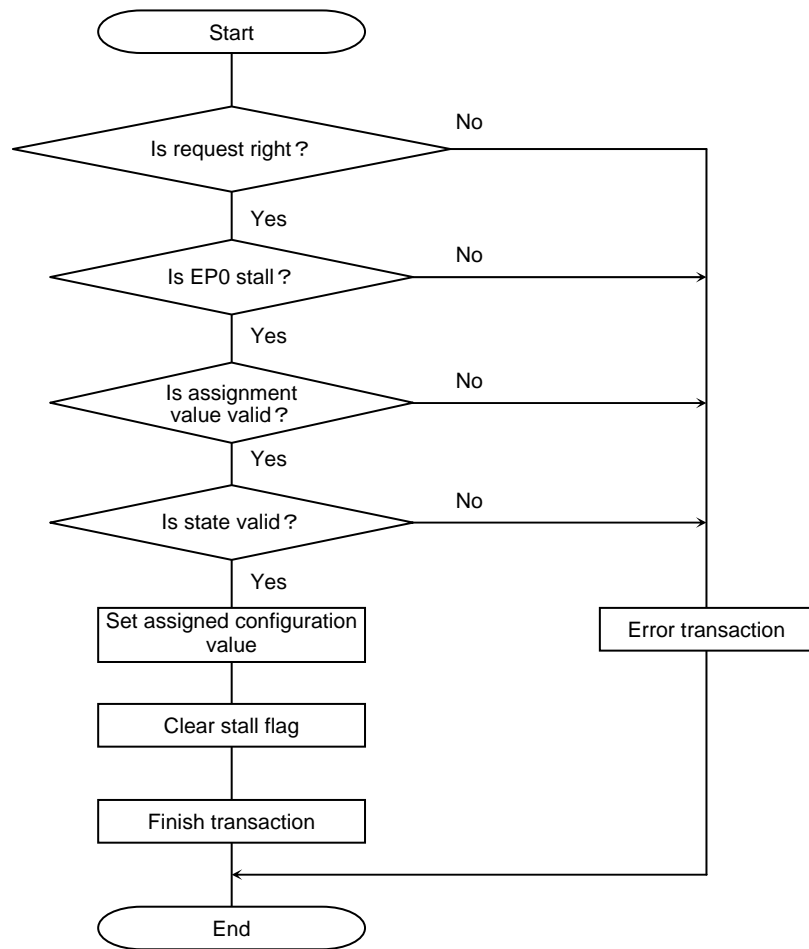 Start
Is request right？
No
Yes
Is EP0 stall？
No
Yes
Is assignment
value valid？
No
Yes
Is state valid？
No
Yes
Set assigned configuration
value
Error transaction
Clear stall flag
Finish transaction
End